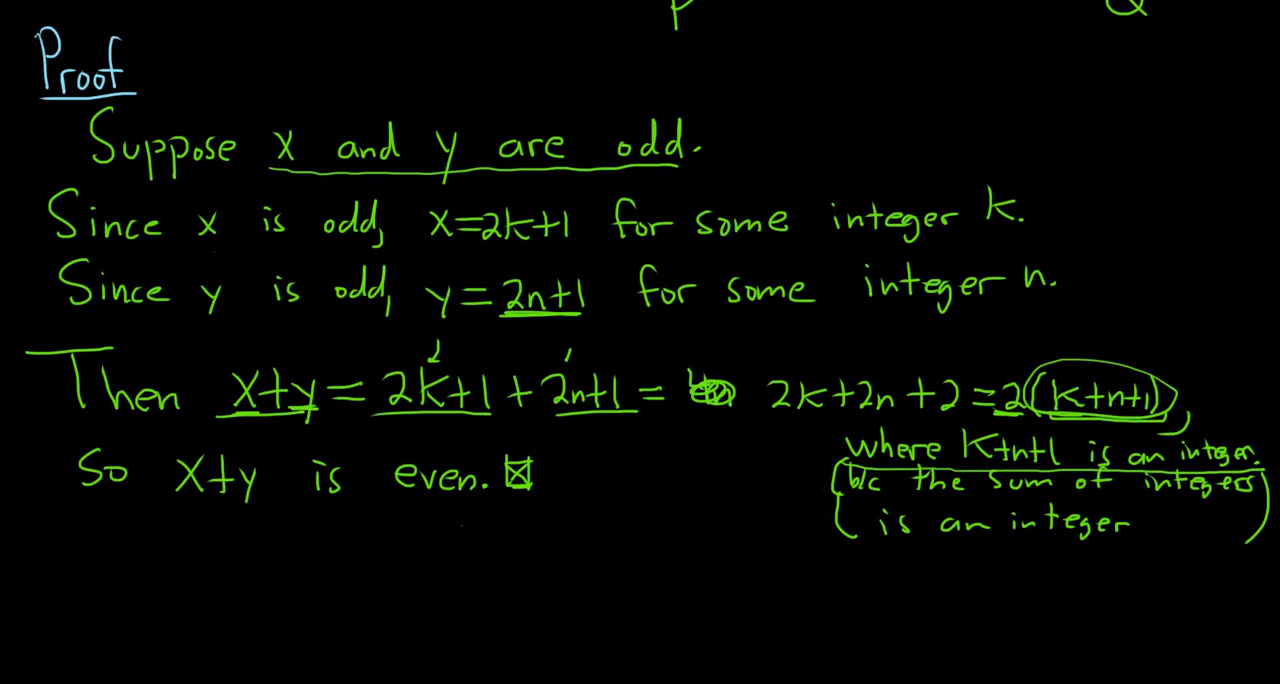 P Q
Proof
Suppose x and y are odd.
Since x is odd, x=2k+1 for some integer k.
Since y is odd, y=2n+1 for some integer n.
Then x+y=2k+1+2n+1= 2k+2n+2=2(k+n+1),
where k+n+1 is an integer.
(b/c the sum of integers
is an integer)
So x+y is even.